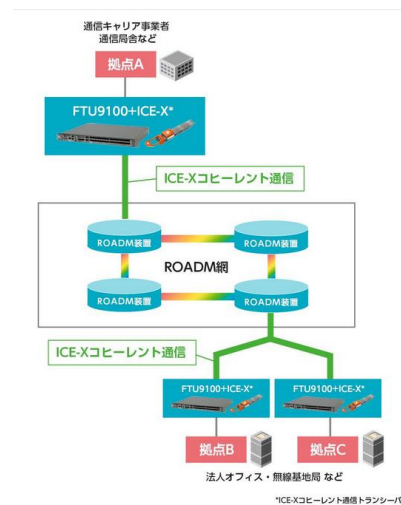 通信キャリア事業者
通信局舎など
拠点A
FTU9100+ICE-X*
ICE-Xコヒーレント通信
ROADM装置
ROADM装置
ROADM網
ROADM装置
ROADM装置
ICE-Xコヒーレント通信
FTU9100+ICE-X*
FTU9100+ICE-X*
拠点B
拠点C
法人オフィス・無線基地局 など
*ICE-Xコヒーレント通信トランシーバ